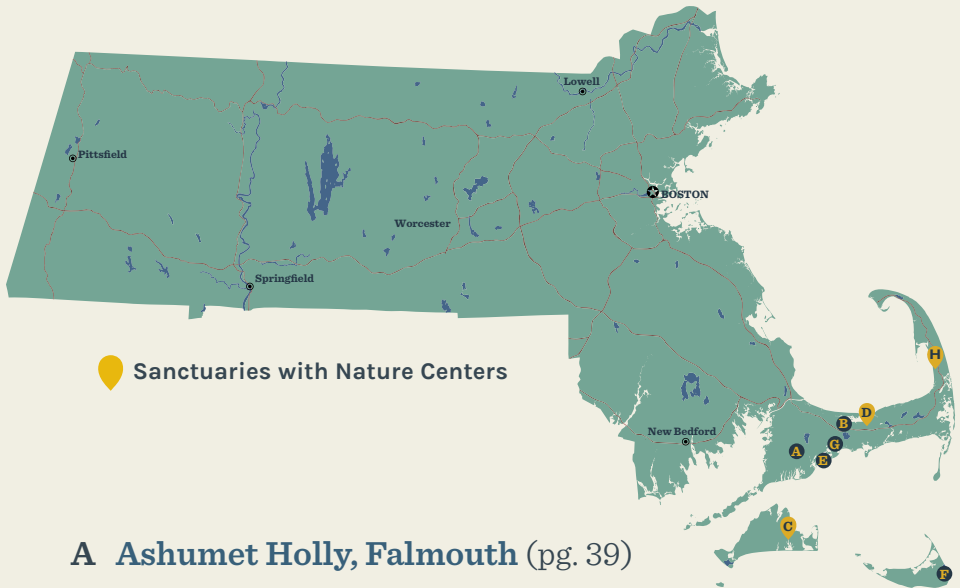 Lowell
Pittsfield
BOSTON
Worcester
Springfield
H
Sanctuaries with Nature Centers
D
B
New Bedford
G
A
E
C
A Ashumet Holly, Falmouth (pg. 39)
F